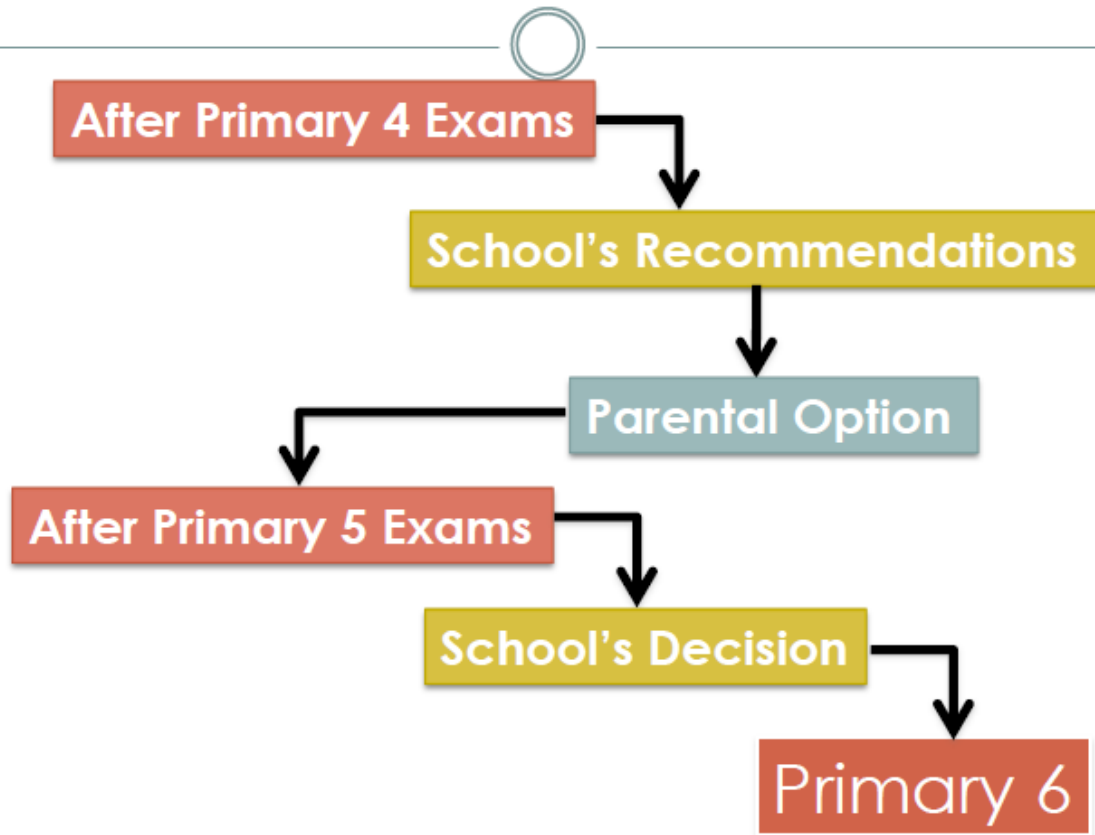 After Primary 4 Exams
School’s Recommendations
Parental Option
After Primary 5 Exams
School’s Decision
Primary 6